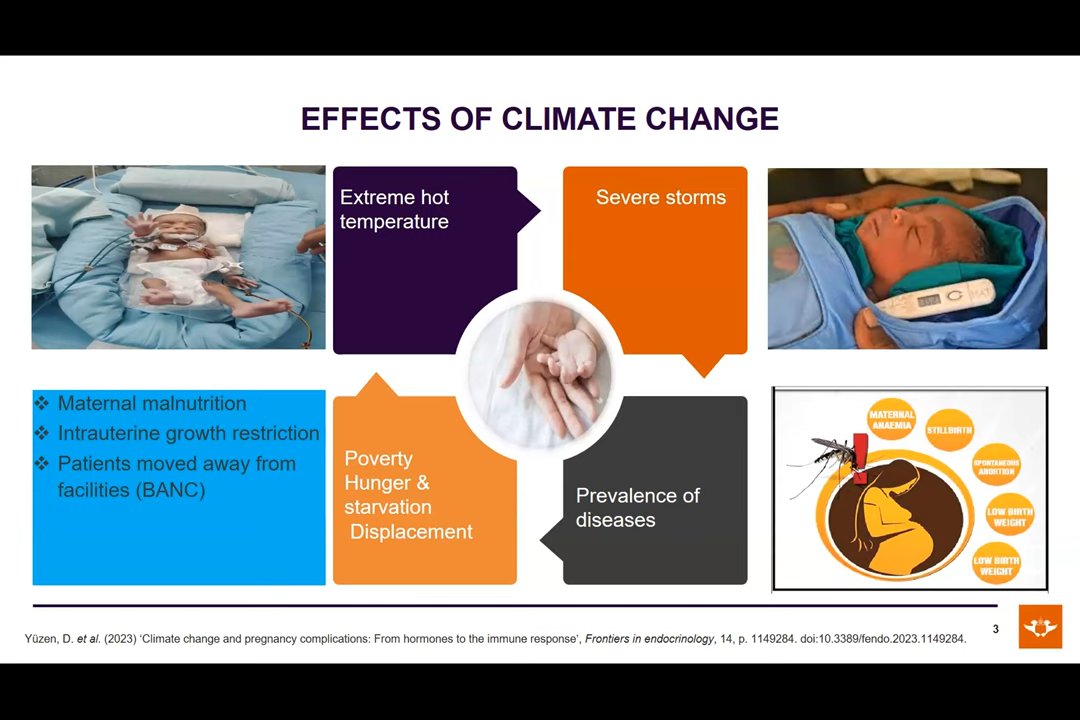 EFFECTS OF CLIMATE CHANGE
Extreme hot
temperature
Severe storms
❖ Maternal malnutrition
❖ Intrauterine growth restriction
❖ Patients moved away from
facilities (BANC)
Poverty
Hunger &
starvation
Displacement
Prevalence of
diseases
MATERNAL
ANAEMIA
STILLBIRTH
SPONTANEOUS
ABORTION
LOW BIRTH
WEIGHT
LOW BIRTH
WEIGHT
Yüzen, D. et al. (2023) ‘Climate change and pregnancy complications: From hormones to the immune response’, Frontiers in endocrinology, 14, p. 1149284. doi:10.3389/fendo.2023.1149284.
3